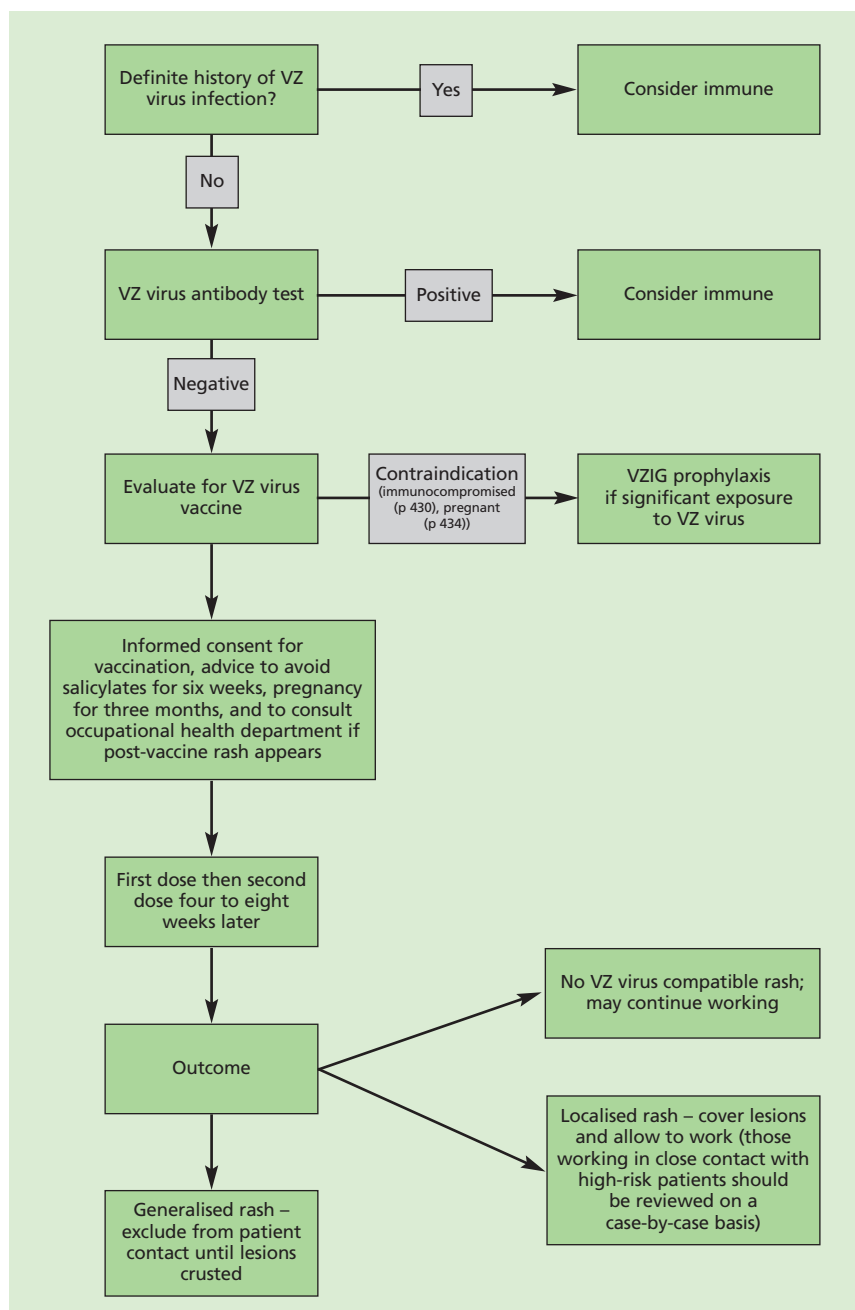 Definite history of VZ
virus infection?
Yes
Consider immune
No
VZ virus antibody test
Positive
Consider immune
Negative
Evaluate for VZ virus
vaccine
Contraindication
(immunocompromised
(p 430), pregnant
(p 434))
VZIG prophylaxis
if significant exposure
to VZ virus
Informed consent for
vaccination, advice to avoid
salicylates for six weeks, pregnancy
for three months, and to consult
occupational health department if
post-vaccine rash appears
First dose then second
dose four to eight
weeks later
Outcome
No VZ virus compatible rash;
may continue working
Localised rash – cover lesions
and allow to work (those
working in close contact with
high-risk patients should
be reviewed on a
case-by-case basis)
Generalised rash –
exclude from patient
contact until lesions
crusted